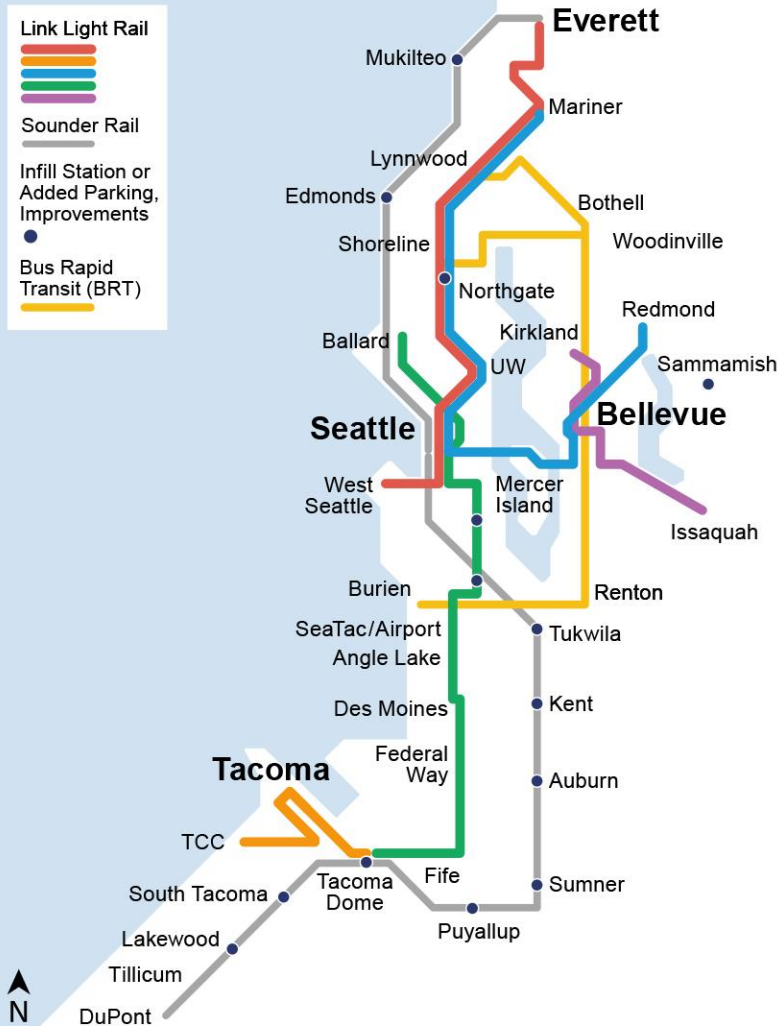 Link Light Rail
Sounder Rail
Infill Station or
Added Parking,
Improvements
Bus Rapid
Transit (BRT)
Everett
Mukilteo
Mariner
Lynnwood
Edmonds
Bothell
Shoreline
Woodinville
Northgate
Redmond
Ballard
Kirkland
UW
Sammamish
Seattle
Bellevue
West
Seattle
Mercer
Island
Issaquah
Burien
Renton
SeaTac/Airport
Tukwila
Angle Lake
Des Moines
Kent
Federal
Way
Tacoma
Auburn
TCC
Tacoma
Dome
Fife
Sumner
South Tacoma
Puyallup
Lakewood
Tillicum
DuPont
N